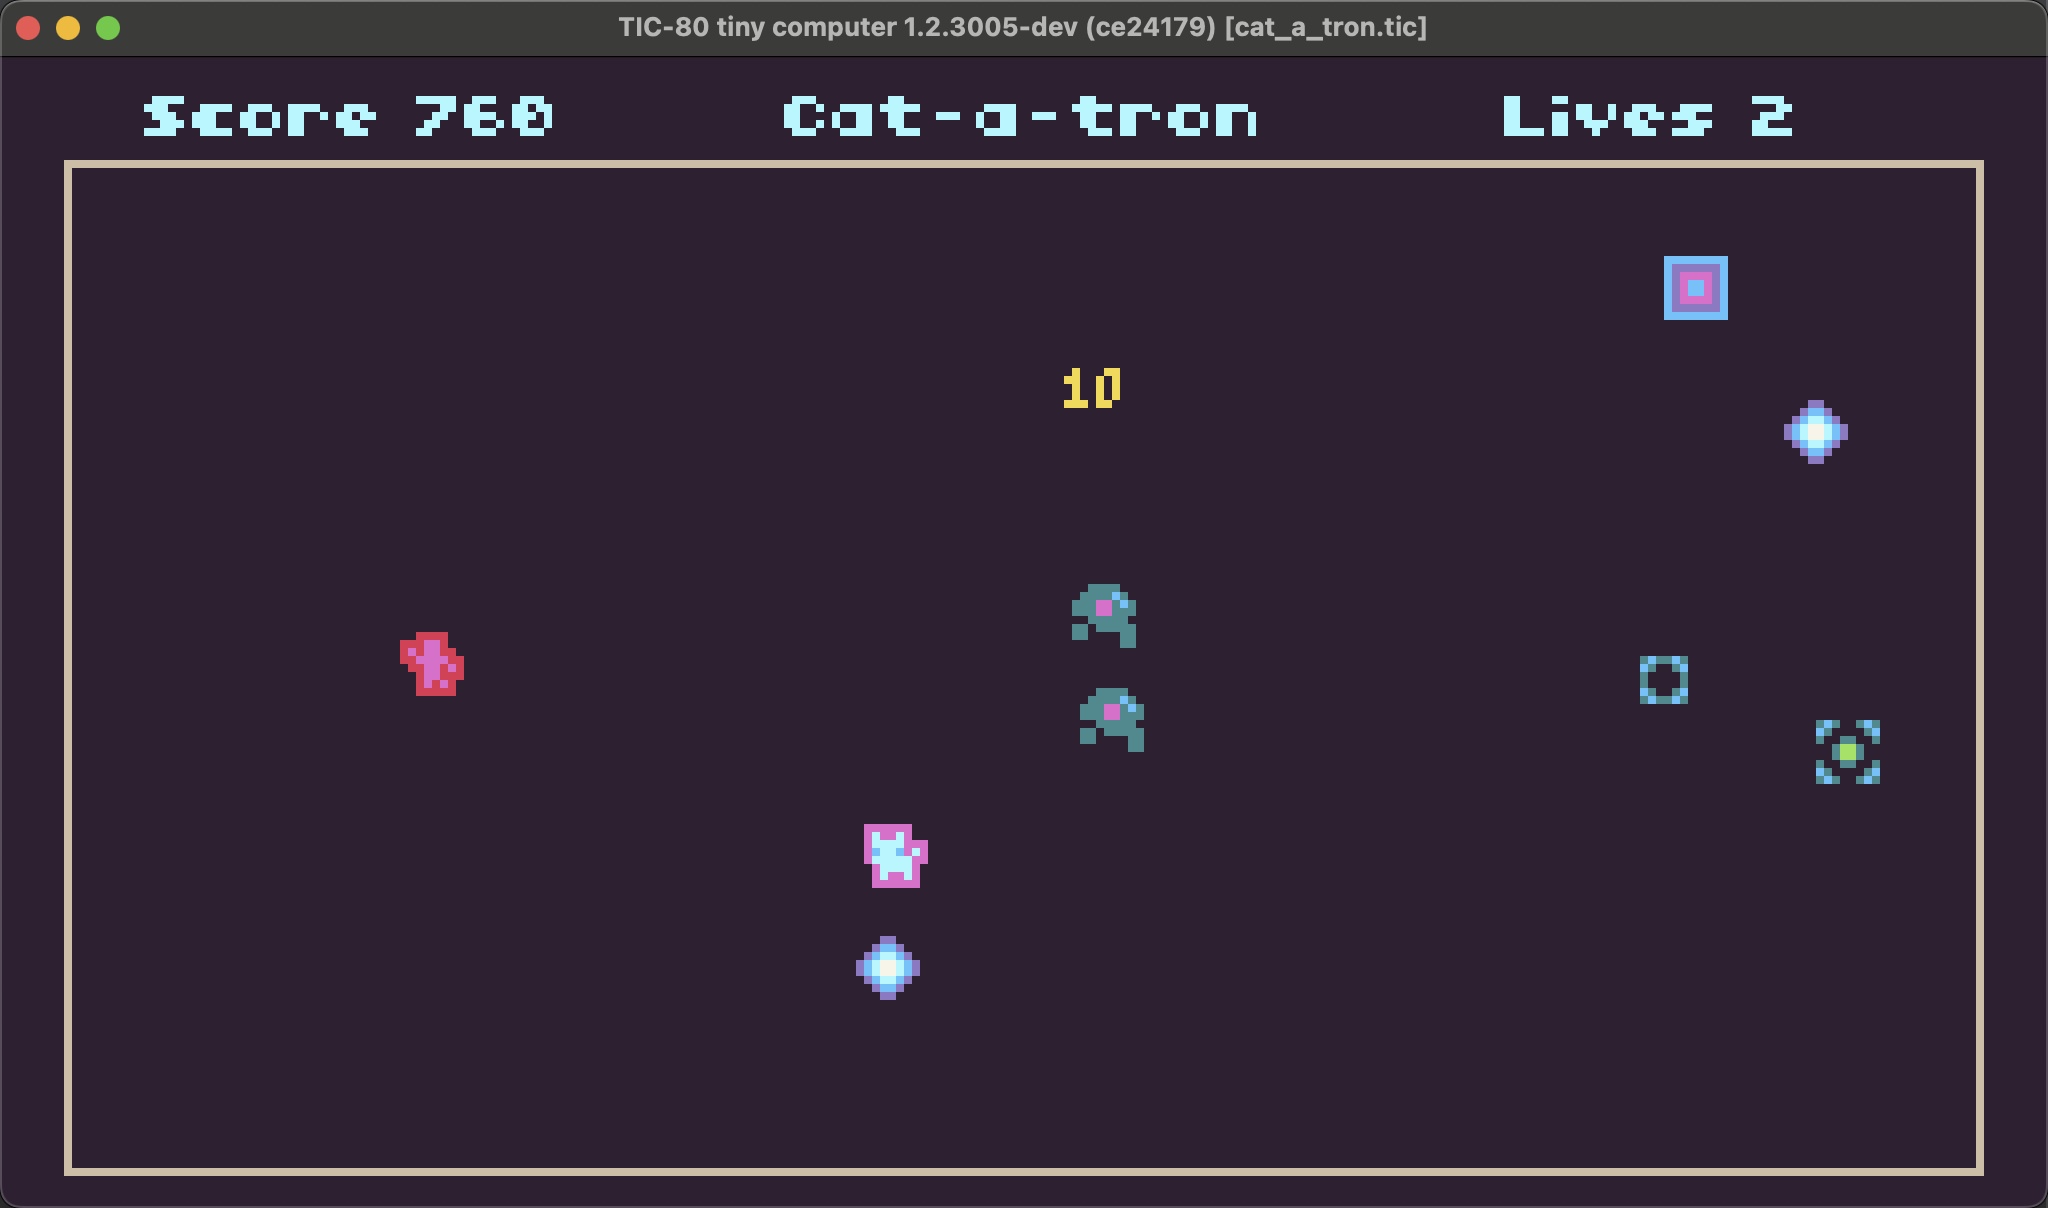 TIC-80 tiny computer 1.2.3005-dev (ce24179) [cat_a_tron.tic]
Score 760 Cat-a-tron Lives 2
10